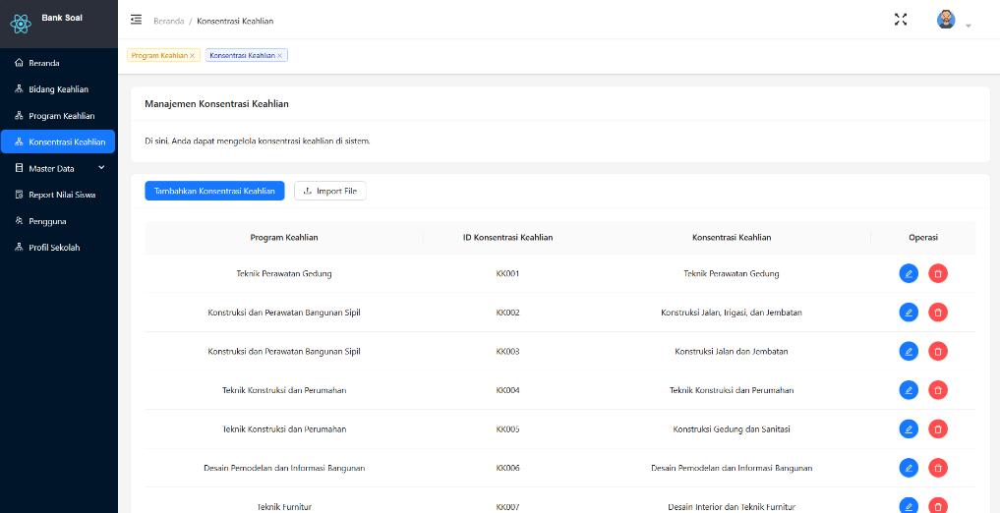 Bank Soal
Beranda / Konsentrasi Keahlian
Program Keahlian
Konsentrasi Keahlian
Beranda
Bidang Keahlian
Program Keahlian
Konsentrasi Keahlian
Master Data
Report Nilai Siswa
Pengguna
Profil Sekolah
Manajemen Konsentrasi Keahlian
Di sini, Anda dapat mengelola konsentrasi keahlian di sistem.
Tambahkan Konsentrasi Keahlian
Import File
Program Keahlian ID Konsentrasi Keahlian Konsentrasi Keahlian Operasi
Teknik Perawatan Gedung KK001 Teknik Perawatan Gedung
Konstruksi dan Perawatan Bangunan Sipil KK002 Konstruksi Jalan, Irigasi, dan Jembatan
Konstruksi dan Perawatan Bangunan Sipil KK003 Konstruksi Jalan dan Jembatan
Teknik Konstruksi dan Perumahan KK004 Teknik Konstruksi dan Perumahan
Teknik Konstruksi dan Perumahan KK005 Konstruksi Gedung dan Sanitasi
Desain Pemodelan dan Informasi Bangunan KK006 Desain Pemodelan dan Informasi Bangunan
Teknik Furnitur KK007 Desain Interior dan Teknik Furnitur